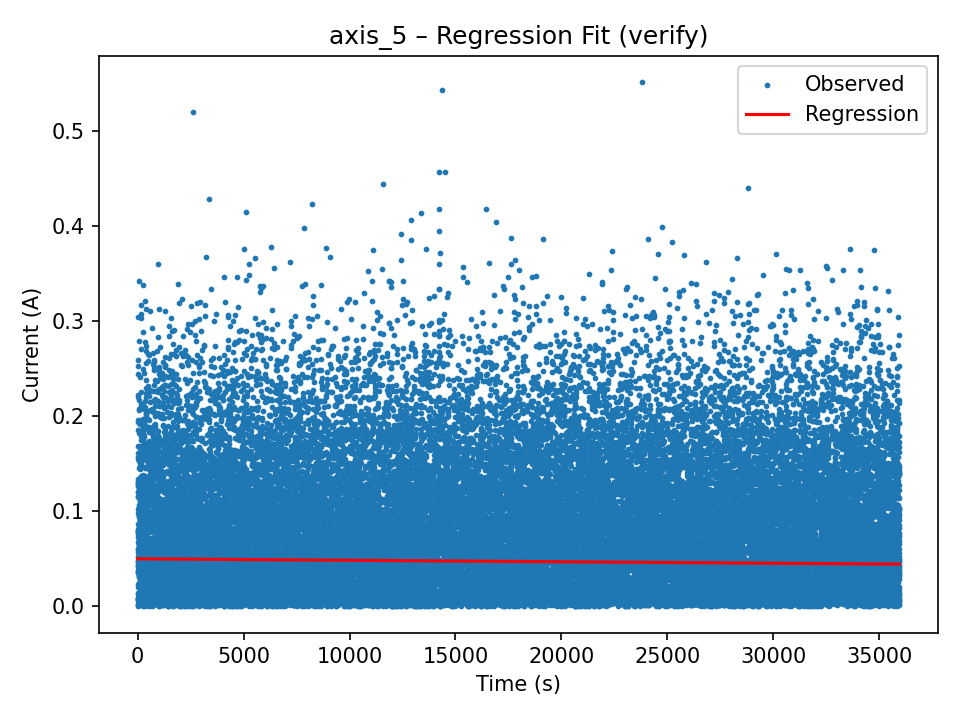 axis_5 – Regression Fit (verify)
Observed
Regression
Current (A)
0.5
0.4
0.3
0.2
0.1
0.0
0 5000 10000 15000 20000 25000 30000 35000
Time (s)